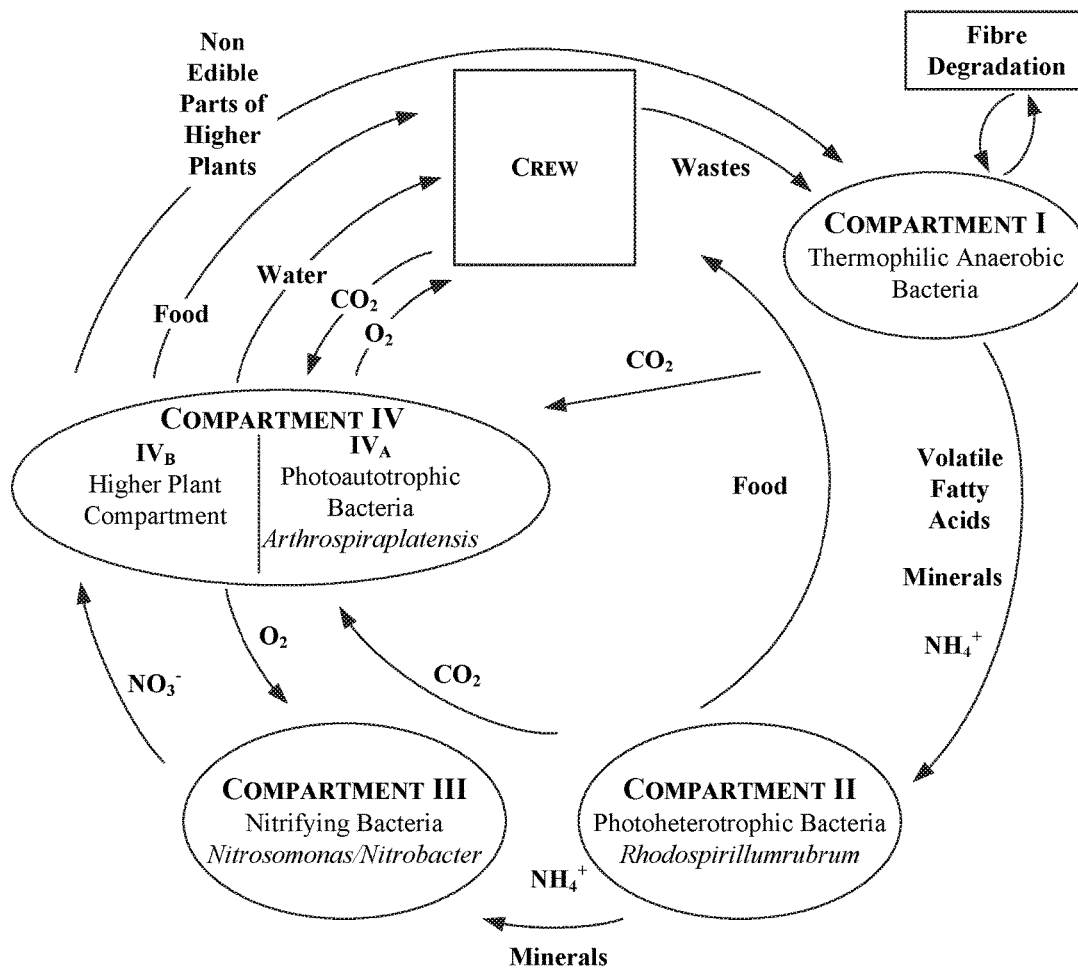 Non
Edible
Parts of
Higher
Plants
Fibre
Degradation
CREW
Wastes
COMPARTMENT I
Thermophilic Anaerobic
Bacteria
Water
Food
CO₂
O₂
CO₂
COMPARTMENT IV
IV_B
Higher Plant
Compartment
IV_A
Photoautotrophic
Bacteria
Arthrospiraplatensis
Food
Volatile
Fatty
Acids
Minerals
NH₄⁺
O₂
NO₃⁻
CO₂
COMPARTMENT III
Nitrifying Bacteria
Nitrosomonas/Nitrobacter
COMPARTMENT II
Photoheterotrophic Bacteria
Rhodospirillumrubrum
NH₄⁺
Minerals